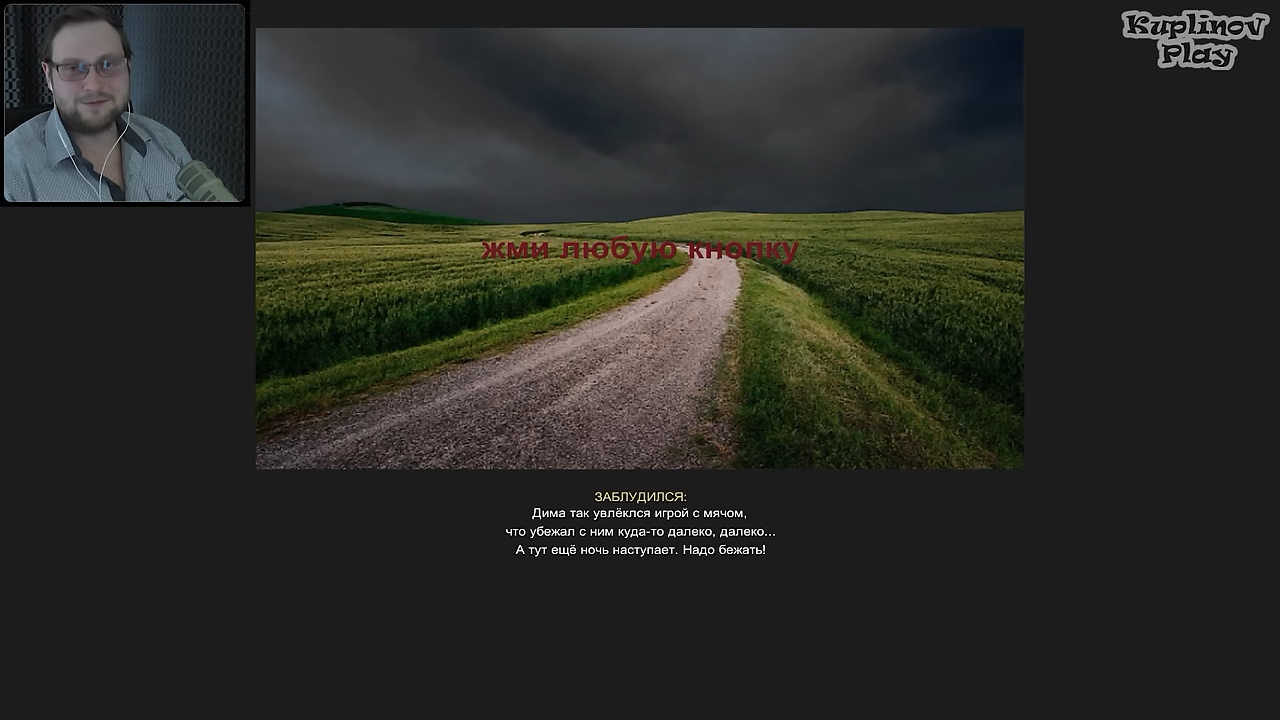 Kuplinov
Play
жми любую кнопку
ЗАБЛУДИЛСЯ:
Дима так увлёклся игрой с мячом,
что убежал с ним куда-то далеко, далеко...
А тут ещё ночь наступает. Надо бежать!